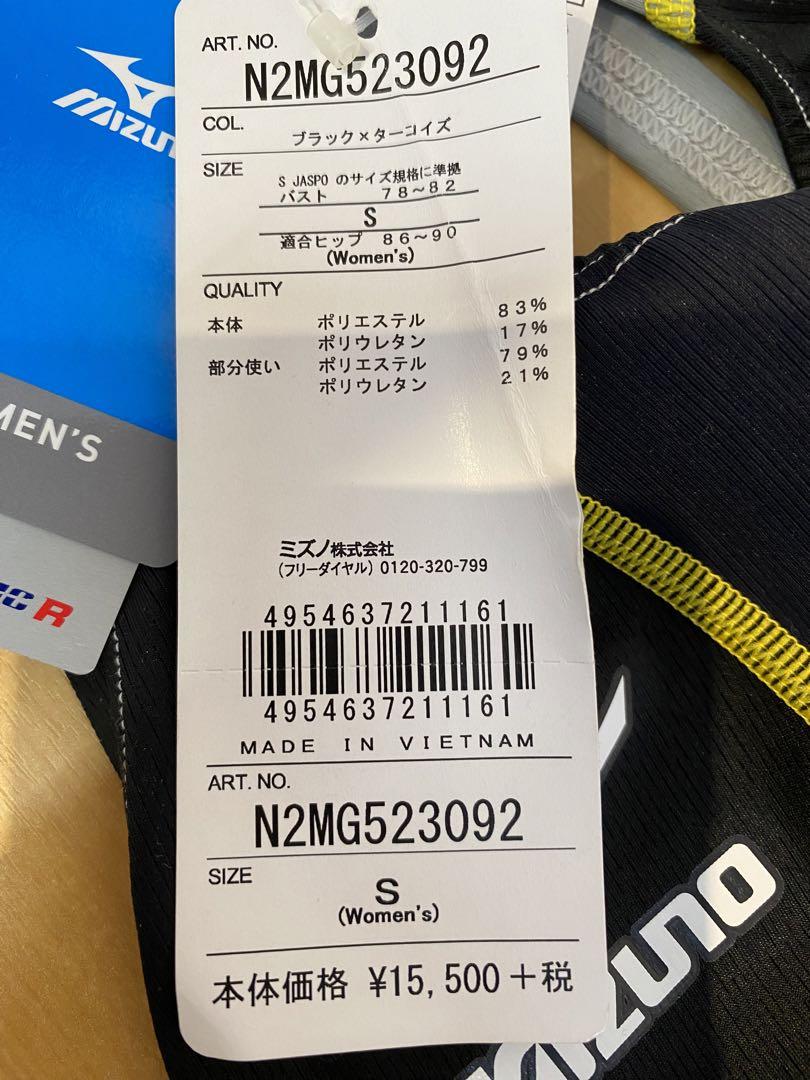 MIZUNO
MEN'S
R
ART. NO.
N2MG523092
COL.
ブラック×ターコイズ
SIZE
S JASPO のサイズ規格に準拠
バスト 78~82
S
適合ヒップ 86~90
(Women's)
QUALITY
本体 ポリエステル 83%
ポリウレタン 17%
部分使い ポリエステル 79%
ポリウレタン 21%
ミズノ株式会社
(フリーダイヤル) 0120-320-799
4954637211161
4954637211161
MADE IN VIETNAM
ART. NO.
N2MG523092
SIZE
S
(Women's)
本体価格 ¥15,500+税
mizuno